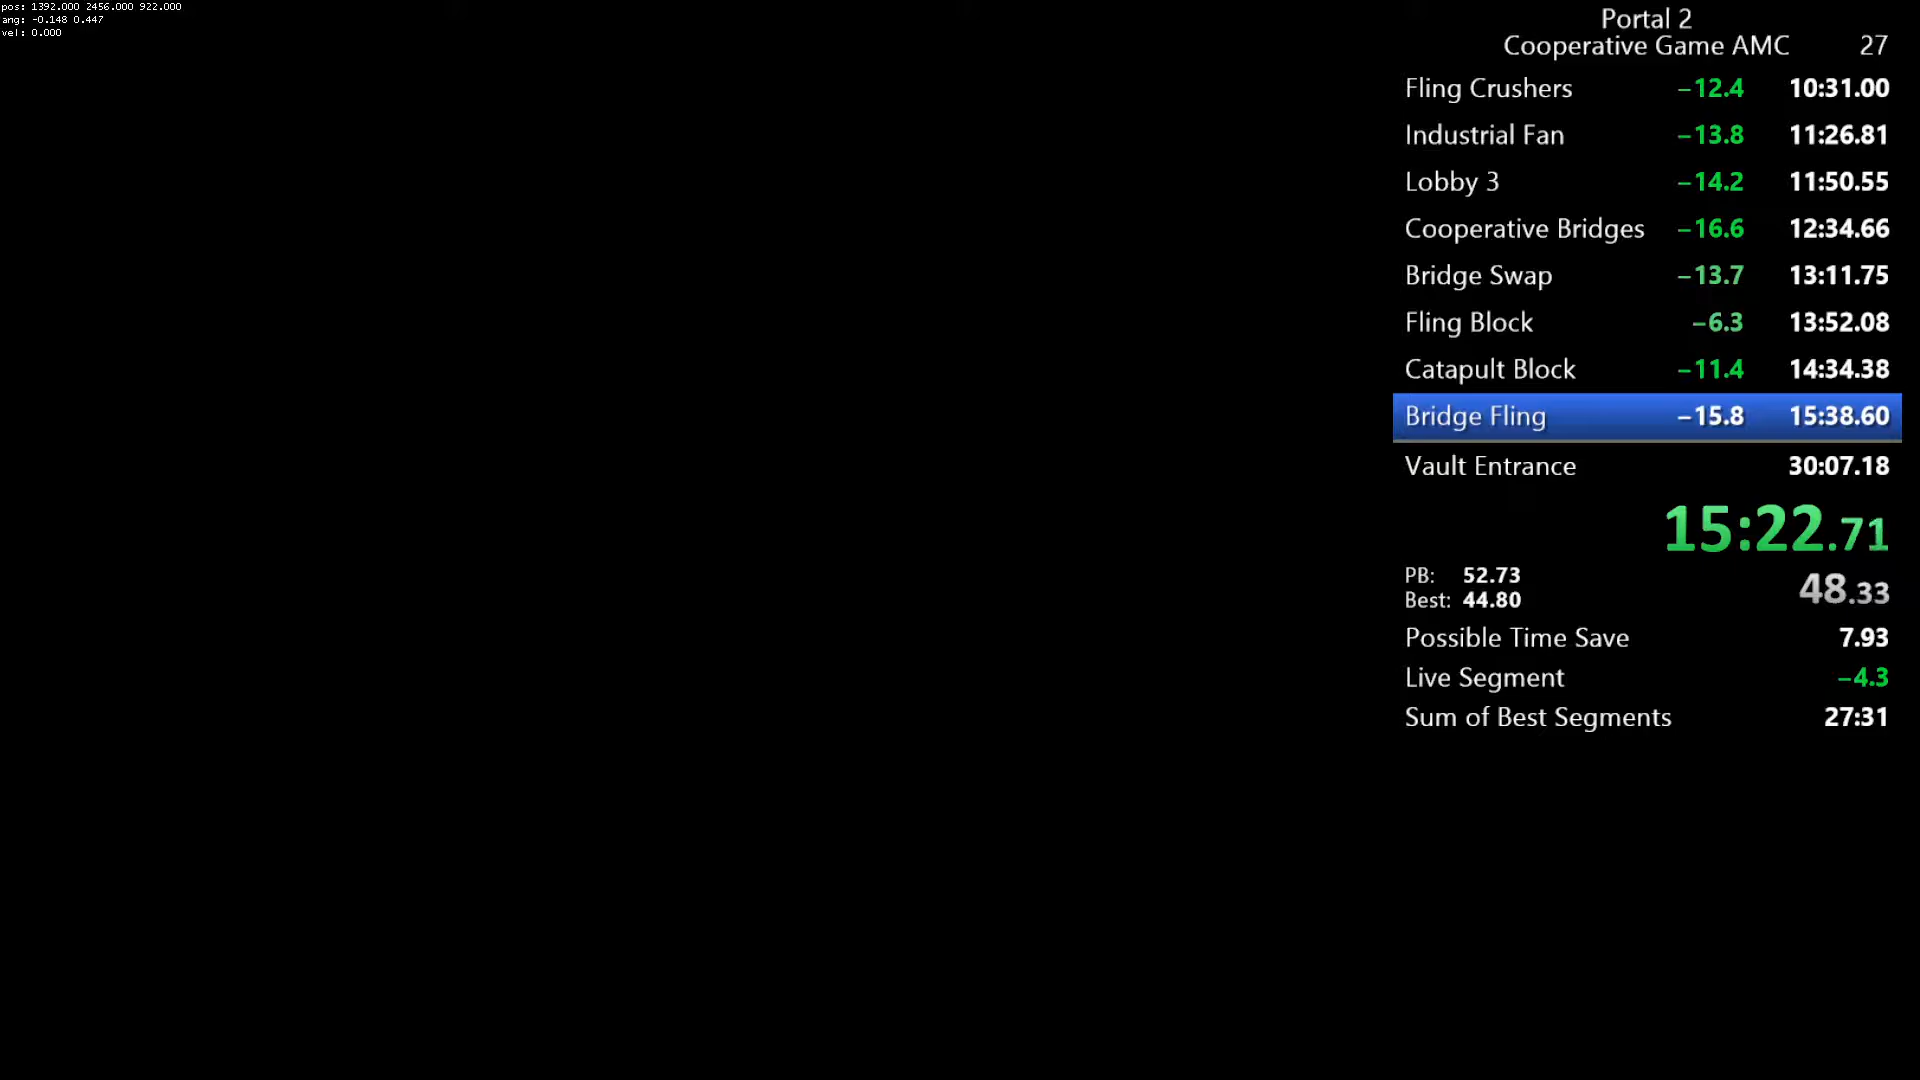 pos: 1392.000 2456.000 922.000
ang: -0.148 0.447
vel: 0.000
Portal 2
Cooperative Game AMC 27
Fling Crushers −12.4 10:31.00
Industrial Fan −13.8 11:26.81
Lobby 3 −14.2 11:50.55
Cooperative Bridges −16.6 12:34.66
Bridge Swap −13.7 13:11.75
Fling Block −6.3 13:52.08
Catapult Block −11.4 14:34.38
Bridge Fling −15.8 15:38.60
Vault Entrance 30:07.18
15:22.71
PB: 52.73
Best: 44.80
48.33
Possible Time Save 7.93
Live Segment −4.3
Sum of Best Segments 27:31